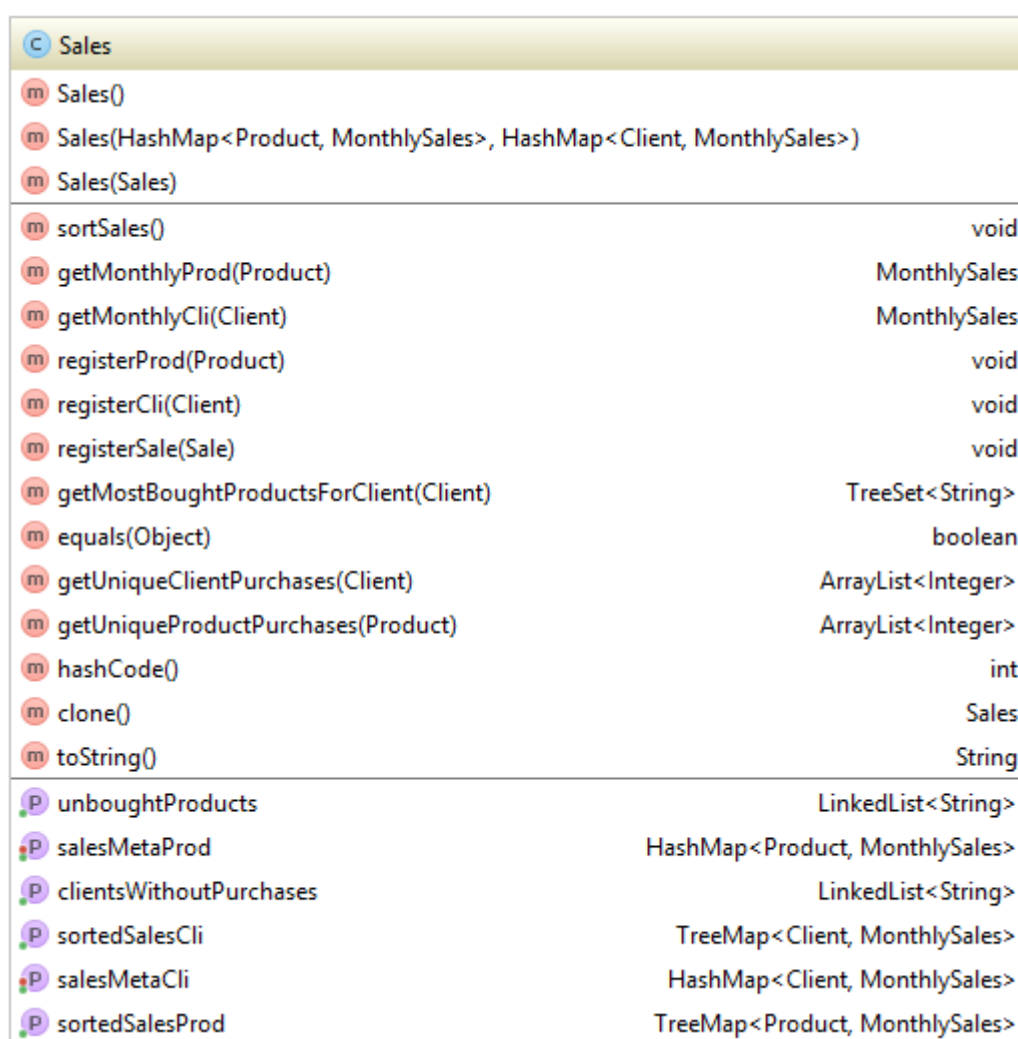 C Sales
m Sales()
m Sales(HashMap<Product, MonthlySales>, HashMap<Client, MonthlySales>)
m Sales(Sales)
m sortSales() void
m getMonthlyProd(Product) MonthlySales
m getMonthlyCli(Client) MonthlySales
m registerProd(Product) void
m registerCli(Client) void
m registerSale(Sale) void
m getMostBoughtProductsForClient(Client) TreeSet<String>
m equals(Object) boolean
m getUniqueClientPurchases(Client) ArrayList<Integer>
m getUniqueProductPurchases(Product) ArrayList<Integer>
m hashCode() int
m clone() Sales
m toString() String
P unboughtProducts LinkedList<String>
P salesMetaProd HashMap<Product, MonthlySales>
P clientsWithoutPurchases LinkedList<String>
P sortedSalesCli TreeMap<Client, MonthlySales>
P salesMetaCli HashMap<Client, MonthlySales>
P sortedSalesProd TreeMap<Product, MonthlySales>